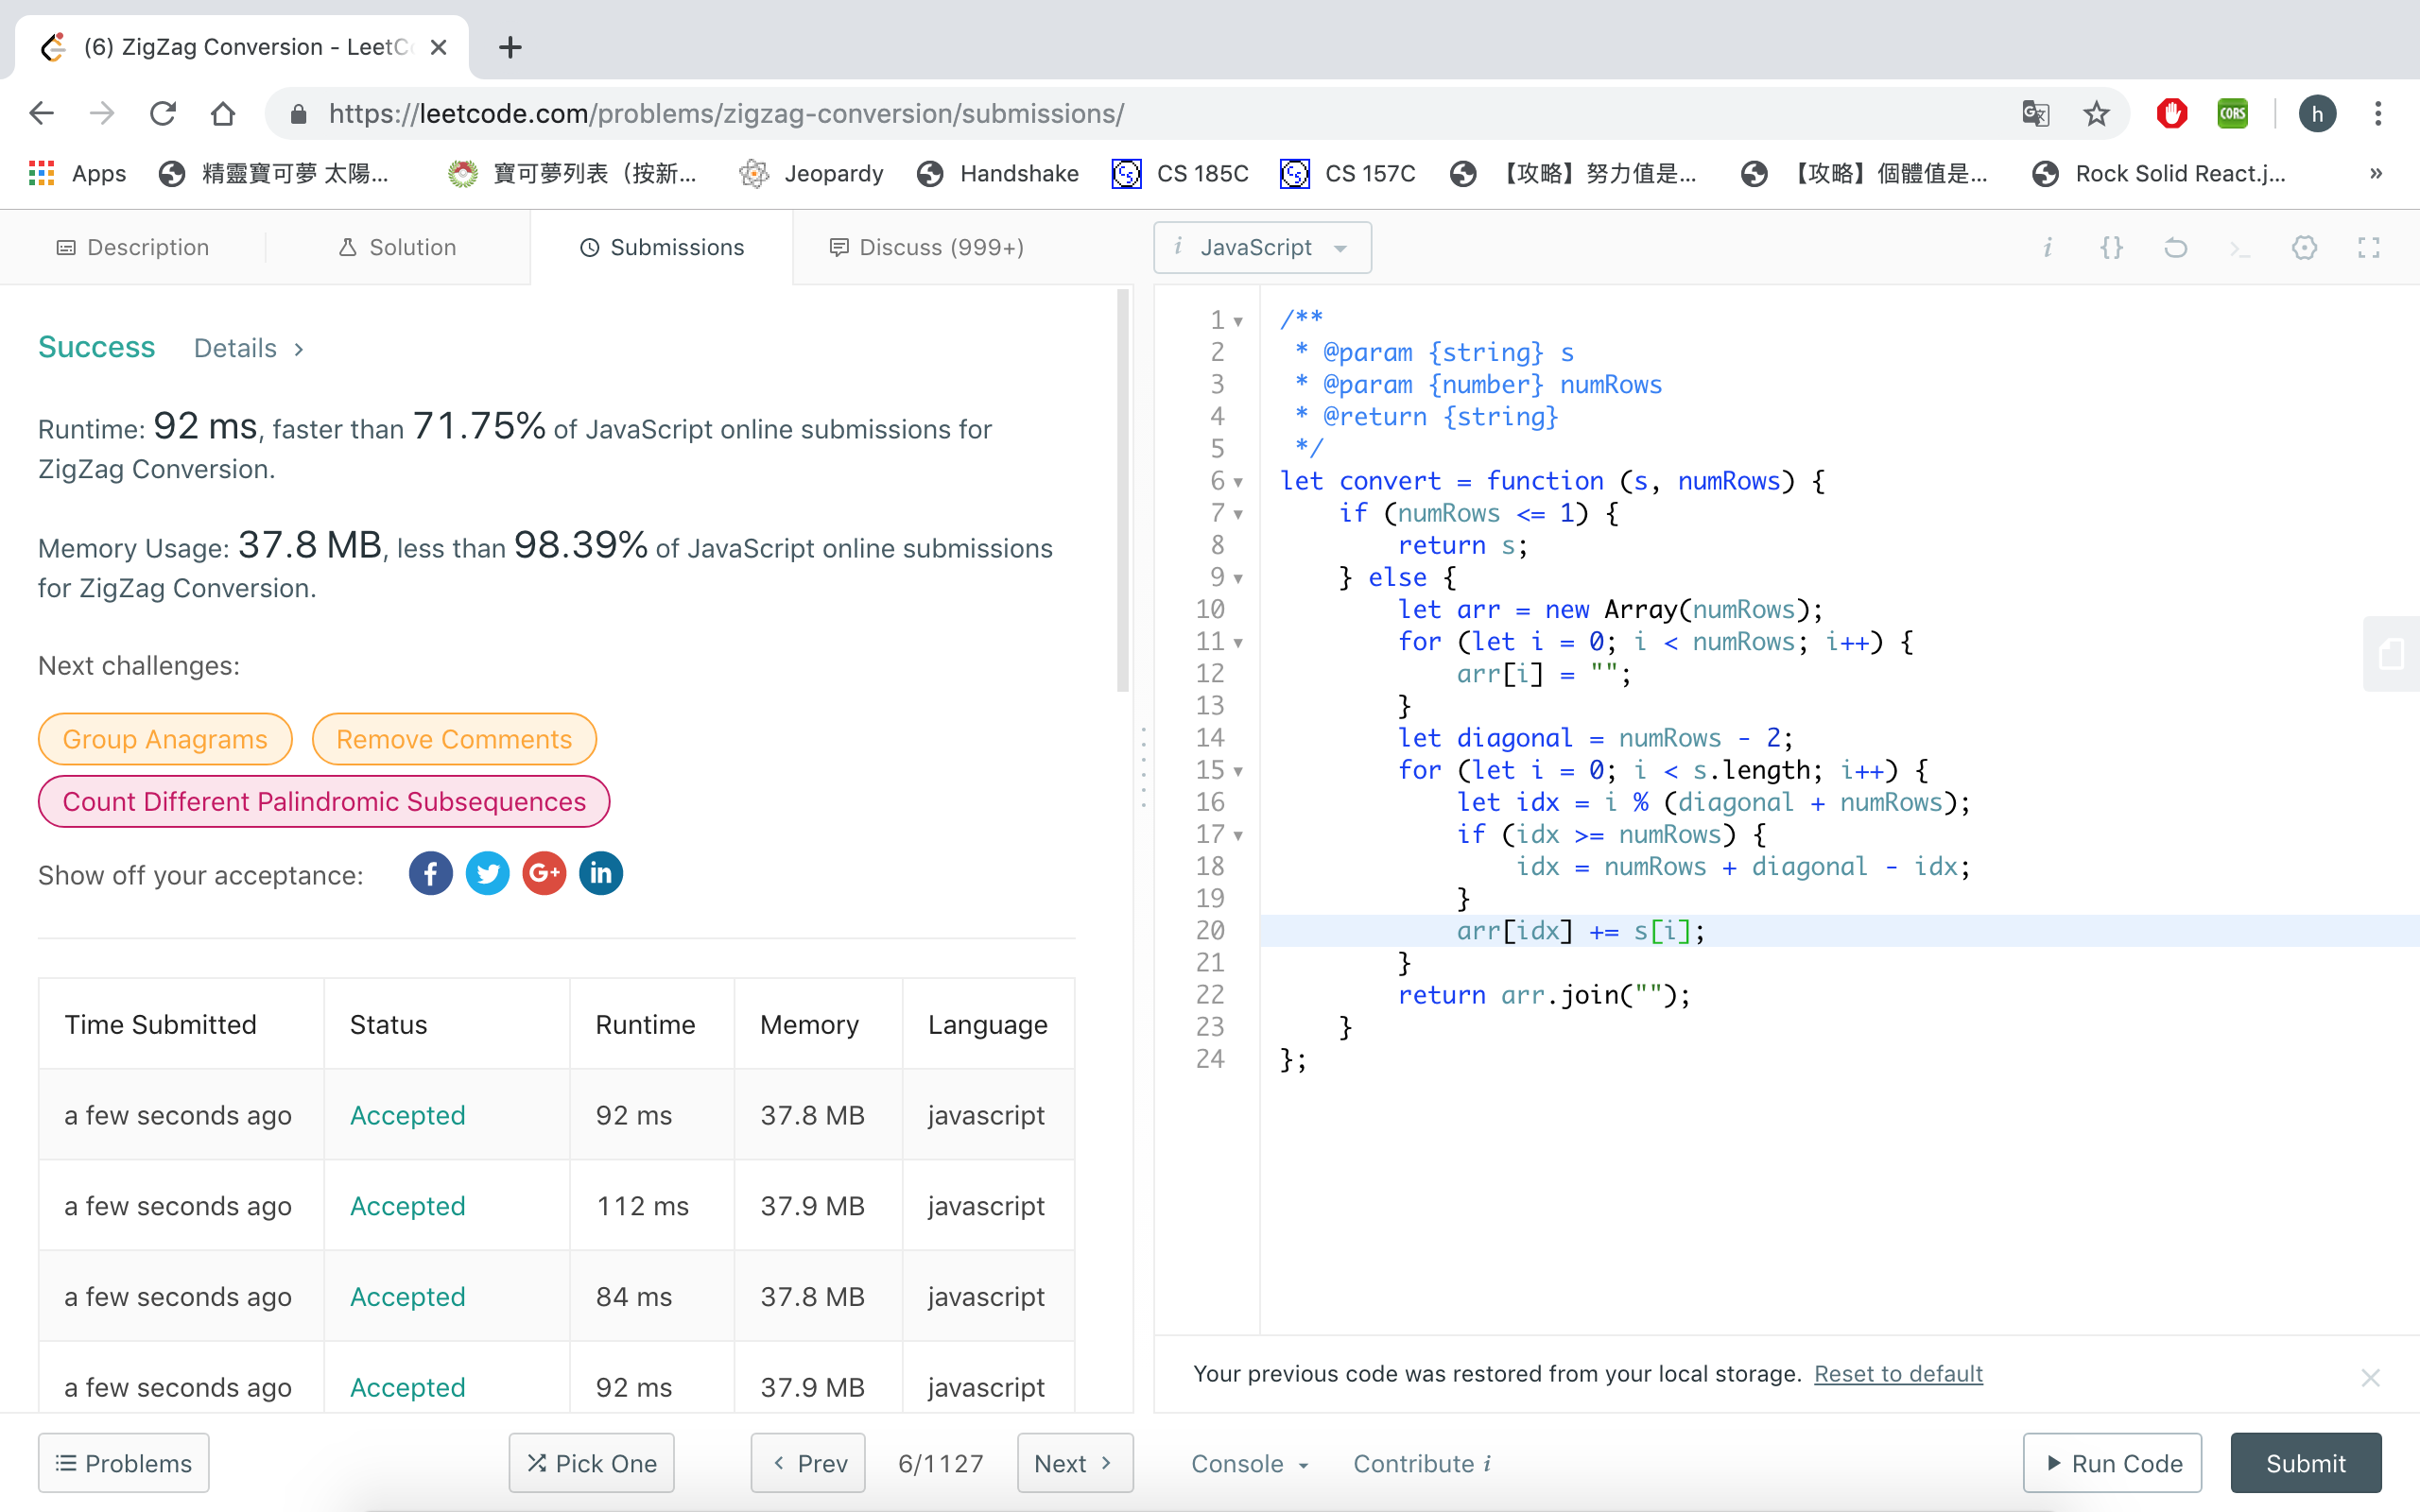 (6) ZigZag Conversion - LeetCo
https://leetcode.com/problems/zigzag-conversion/submissions/
CORS
h
Apps 精靈寶可夢 太陽... 寶可夢列表（按新... Jeopardy Handshake CS 185C CS 157C 【攻略】努力值是... 【攻略】個體值是... Rock Solid React.j... »
Description Solution Submissions Discuss (999+)
i JavaScript
Success Details >
Runtime: 92 ms, faster than 71.75% of JavaScript online submissions for
ZigZag Conversion.
Memory Usage: 37.8 MB, less than 98.39% of JavaScript online submissions
for ZigZag Conversion.
Next challenges:
Group Anagrams Remove Comments
Count Different Palindromic Subsequences
Show off your acceptance: f G+ in
Time Submitted Status Runtime Memory Language
a few seconds ago Accepted 92 ms 37.8 MB javascript
a few seconds ago Accepted 112 ms 37.9 MB javascript
a few seconds ago Accepted 84 ms 37.8 MB javascript
a few seconds ago Accepted 92 ms 37.9 MB javascript
1 /**
2  * @param {string} s
3  * @param {number} numRows
4  * @return {string}
5  */
6 let convert = function (s, numRows) {
7     if (numRows <= 1) {
8         return s;
9     } else {
10         let arr = new Array(numRows);
11         for (let i = 0; i < numRows; i++) {
12             arr[i] = "";
13         }
14         let diagonal = numRows - 2;
15         for (let i = 0; i < s.length; i++) {
16             let idx = i % (diagonal + numRows);
17             if (idx >= numRows) {
18                 idx = numRows + diagonal - idx;
19             }
20             arr[idx] += s[i];
21         }
22         return arr.join("");
23     }
24 };
Your previous code was restored from your local storage. Reset to default
Problems Pick One < Prev 6/1127 Next > Console Contribute i Run Code Submit